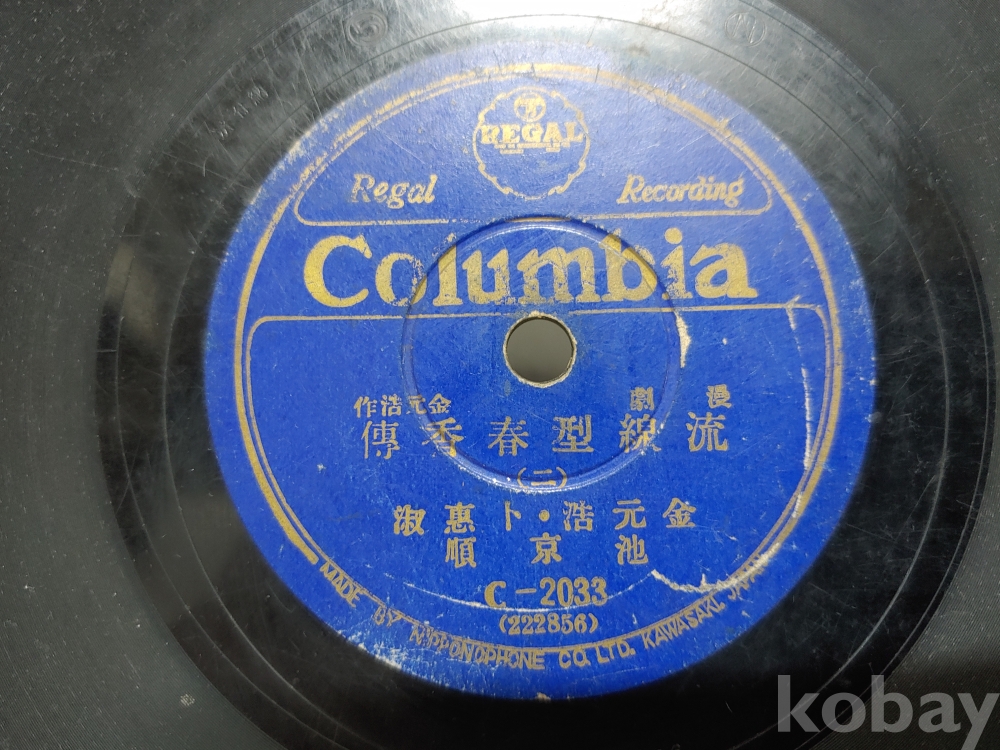 REGAL
Regal Recording
Columbia
漫劇 金元浩作
流線型春香傳
(二)
金元浩・卜惠淑
池京順
C-2033
(222856)
MADE BY NIPPONOPHONE CO. LTD. KAWASAKI, JAPAN
kobay